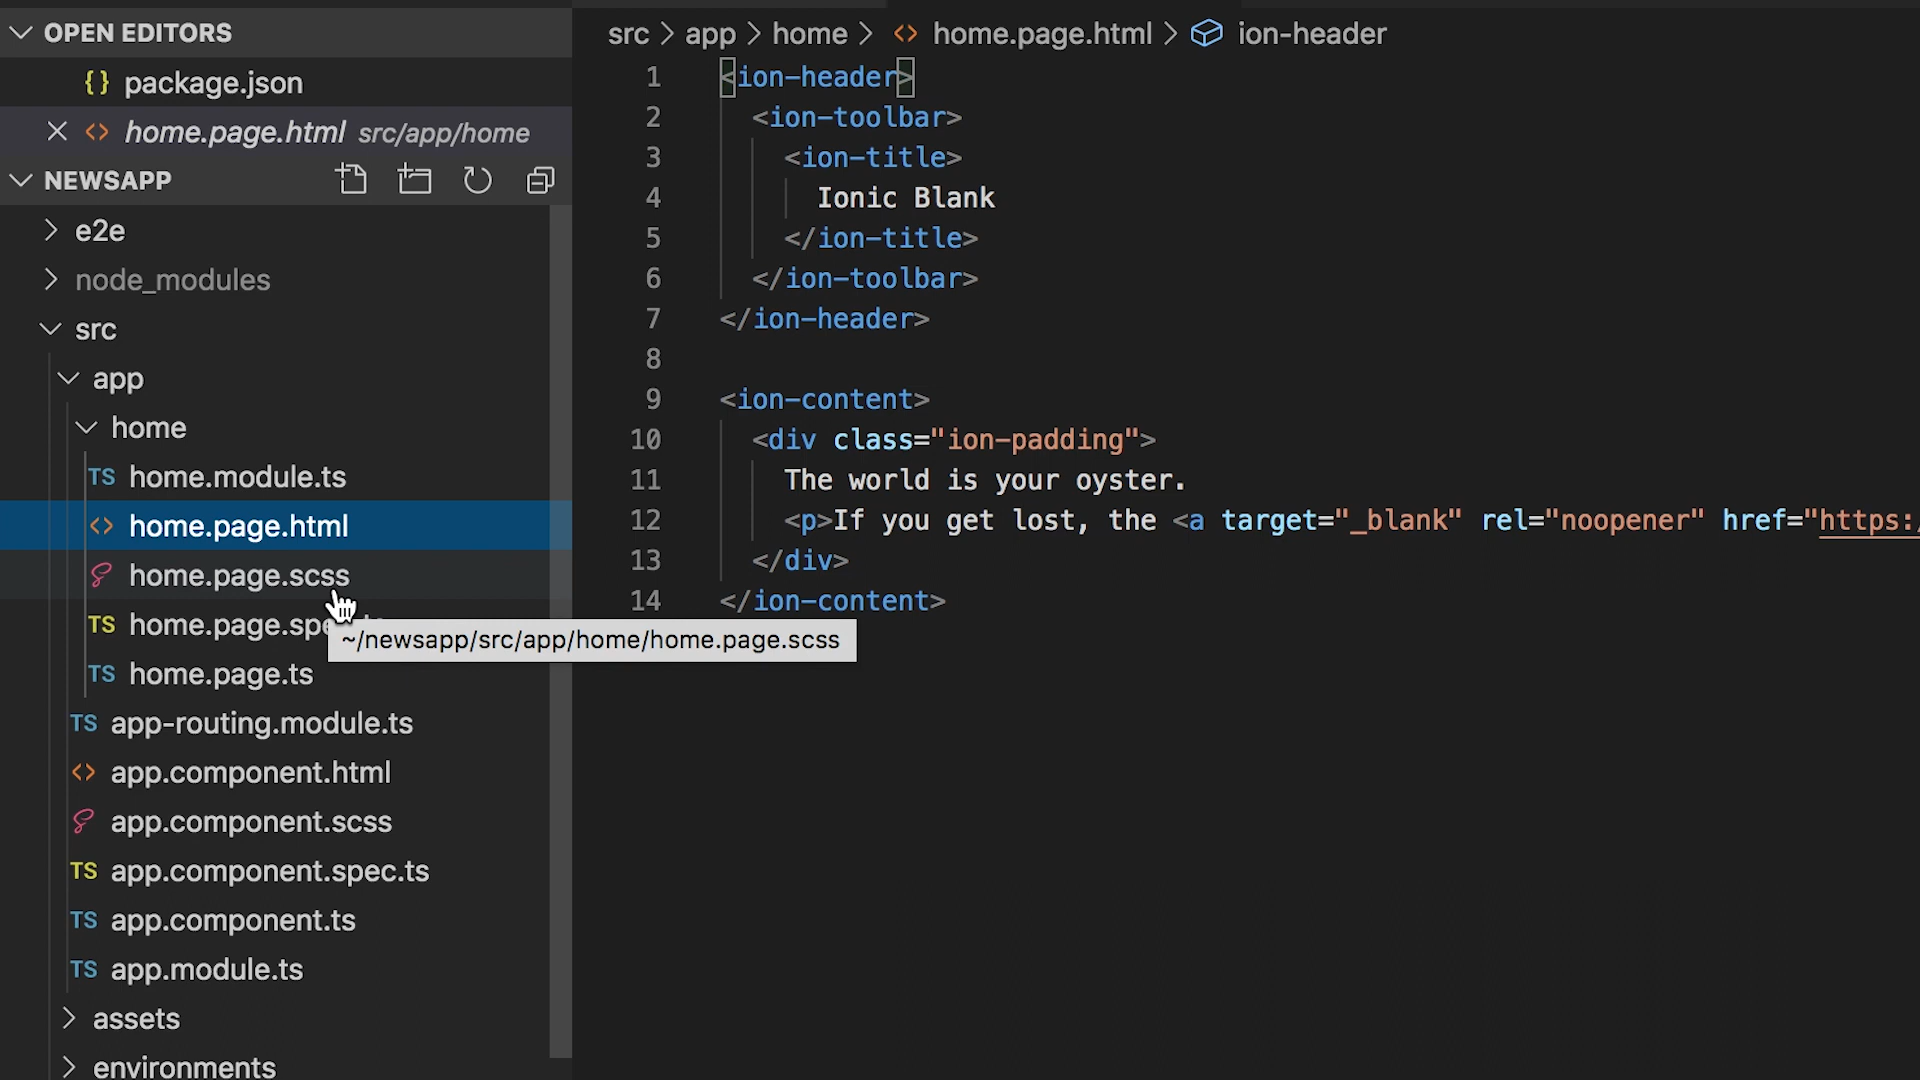 OPEN EDITORS
{} package.json
<> home.page.html src/app/home
NEWSAPP
e2e
node_modules
src
app
home
TS home.module.ts
<> home.page.html
home.page.scss
TS home.page.spe
~/newsapp/src/app/home/home.page.scss
TS home.page.ts
TS app-routing.module.ts
<> app.component.html
app.component.scss
TS app.component.spec.ts
TS app.component.ts
TS app.module.ts
assets
environments
src > app > home > <> home.page.html > ion-header
1 <ion-header>
2 <ion-toolbar>
3 <ion-title>
4 Ionic Blank
5 </ion-title>
6 </ion-toolbar>
7 </ion-header>
8
9 <ion-content>
10 <div class="ion-padding">
11 The world is your oyster.
12 <p>If you get lost, the <a target="_blank" rel="noopener" href="https:/
13 </div>
14 </ion-content>